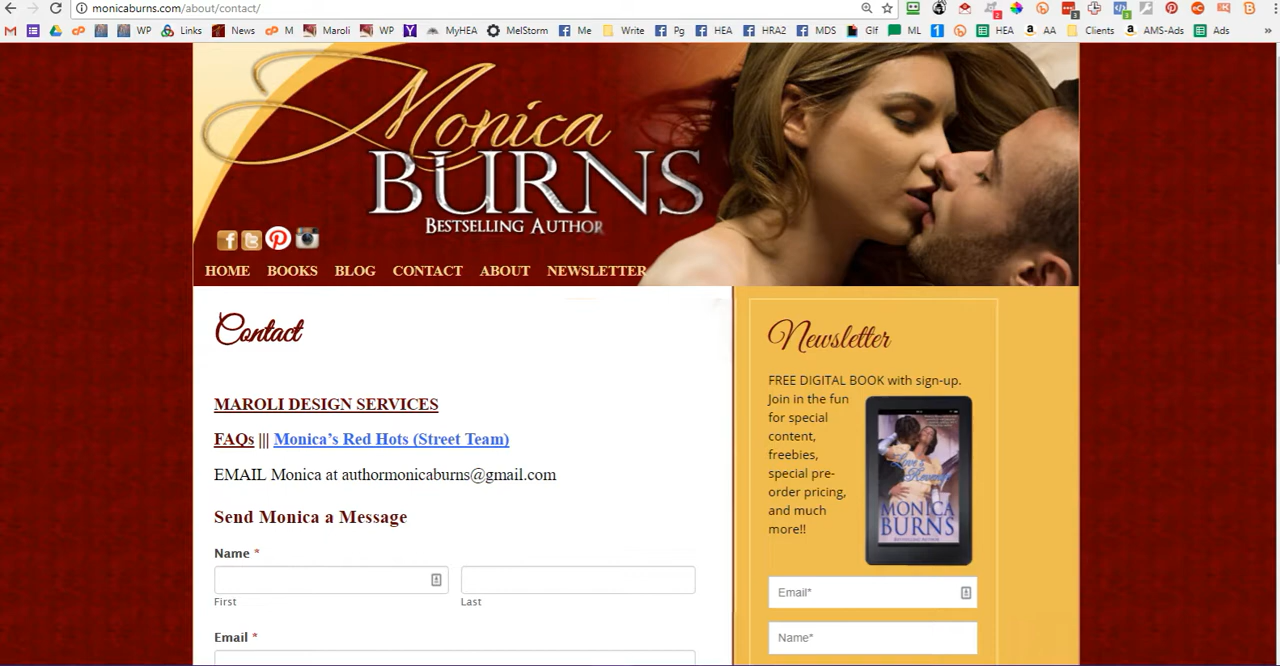 monicaburns.com/about/contact/
WP Links News M Maroli WP MyHEA MelStorm Me Write Pg HEA HRA2 MDS Glf ML HEA AA Clients AMS-Ads Ads »
Monica
BURNS
BESTSELLING AUTHOR
HOME BOOKS BLOG CONTACT ABOUT NEWSLETTER
Contact
MAROLI DESIGN SERVICES
FAQs ||| Monica’s Red Hots (Street Team)
EMAIL Monica at authormonicaburns@gmail.com
Send Monica a Message
Name *
First Last
Email *
Newsletter
FREE DIGITAL BOOK with sign-up.
Join in the fun
for special
content,
freebies,
special pre-
order pricing,
and much
more!!
Love's
Revenge
MONICA
BURNS
Email*
Name*